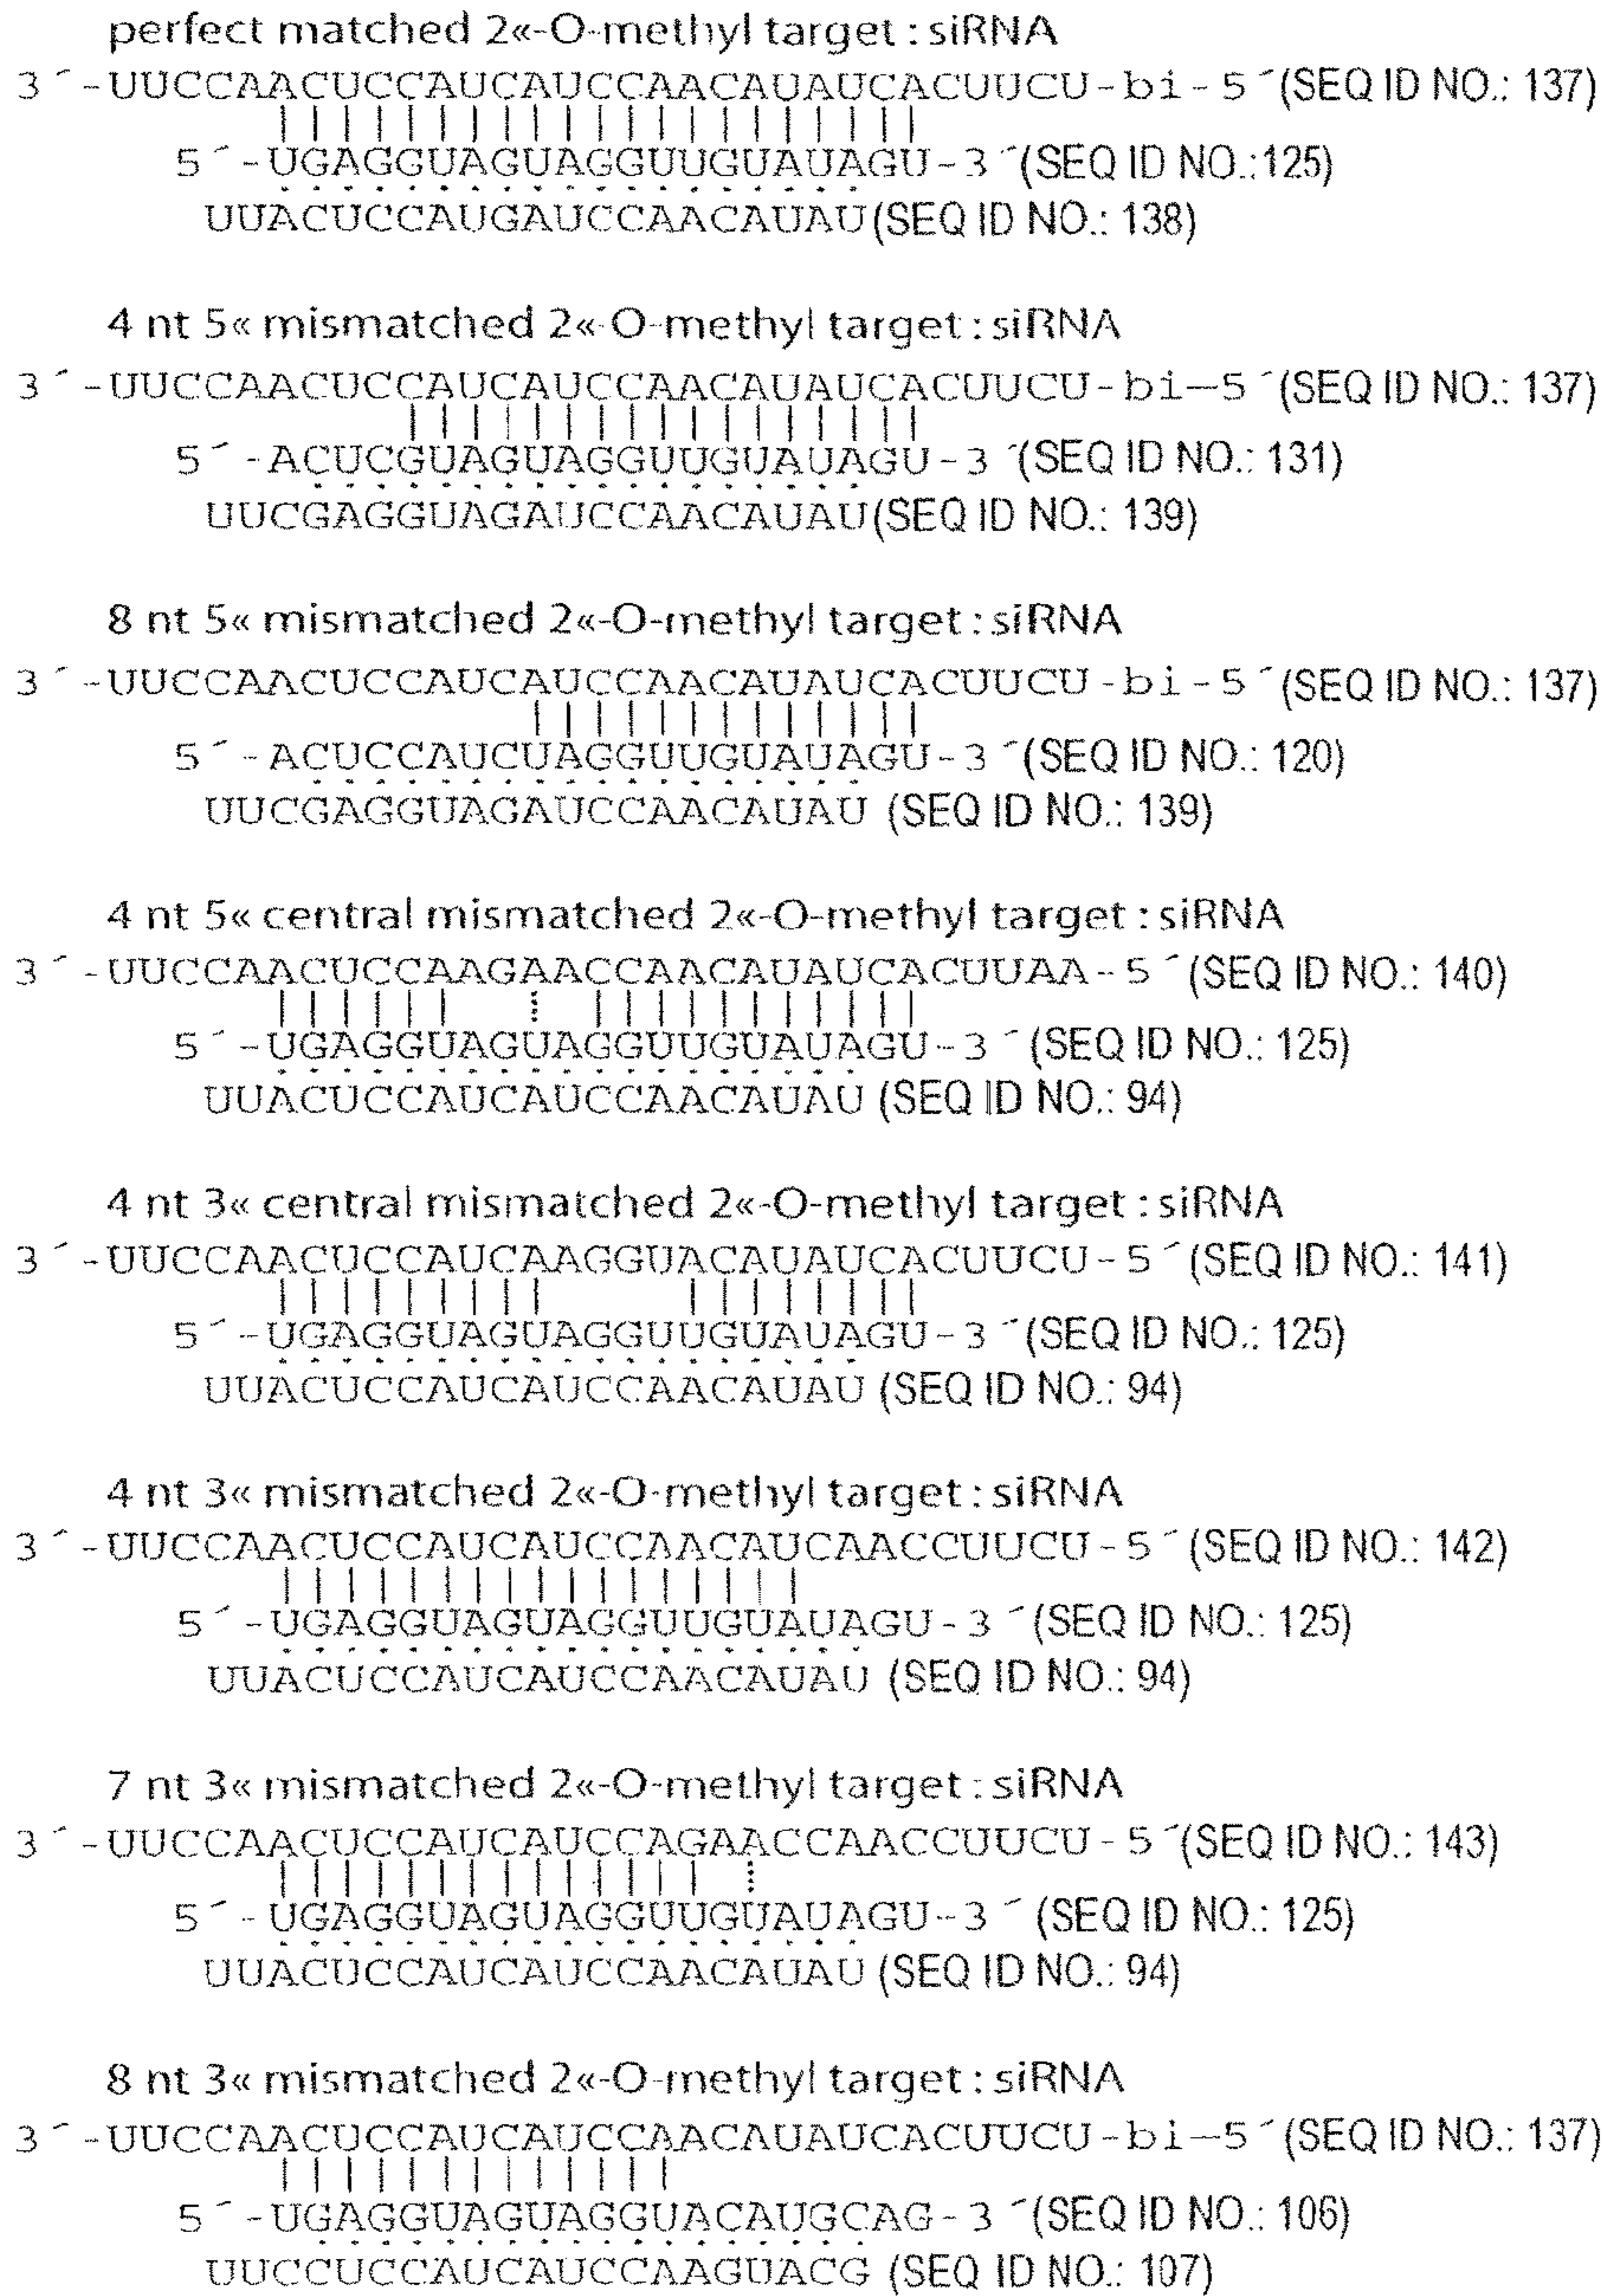 perfect matched 2«-O-methyl target : siRNA
3 ´ -UUCCAACUCCAUCAUCCAACAUAUCACUUCU-bi-5 ´(SEQ ID NO.: 137)
5 ´ -UGAGGUAGUAGGUUGUAUAGU-3 ´(SEQ ID NO.:125)
UUACUCCAUGAUCCAACAUAU(SEQ ID NO.: 138)
4 nt 5« mismatched 2«-O-methyl target : siRNA
3 ´ -UUCCAACUCCAUCAUCCAACAUAUCACUUCU-bi—5 ´(SEQ ID NO.: 137)
5 ´ -ACUCGUAGUAGGUUGUAUAGU-3 ´(SEQ ID NO.: 131)
UUCGAGGUAGAUCCAACAUAU(SEQ ID NO.: 139)
8 nt 5« mismatched 2«-O-methyl target : siRNA
3 ´ -UUCCAACUCCAUCAUCCAACAUAUCACUUCU-bi-5 ´(SEQ ID NO.: 137)
5 ´ -ACUCCAUCUAGGUUGUAUAGU-3 ´(SEQ ID NO.: 120)
UUCGAGGUAGAUCCAACAUAU (SEQ ID NO.: 139)
4 nt 5« central mismatched 2«-O-methyl target : siRNA
3 ´ -UUCCAACUCCAAGAACCAACAUAUCACUUAA-5 ´(SEQ ID NO.: 140)
5 ´ -UGAGGUAGUAGGUUGUAUAGU-3 ´(SEQ ID NO.: 125)
UUACUCCAUCAUCCAACAUAU (SEQ ID NO.: 94)
4 nt 3« central mismatched 2«-O-methyl target : siRNA
3 ´ -UUCCAACUCCAUCAAGGUACAUAUCACUUCU-5 ´(SEQ ID NO.: 141)
5 ´ -UGAGGUAGUAGGUUGUAUAGU-3 ´(SEQ ID NO.: 125)
UUACUCCAUCAUCCAACAUAU (SEQ ID NO.: 94)
4 nt 3« mismatched 2«-O-methyl target : siRNA
3 ´ -UUCCAACUCCAUCAUCCAACAUCAACCUUCU-5 ´(SEQ ID NO.: 142)
5 ´ -UGAGGUAGUAGGUUGUAUAGU-3 ´(SEQ ID NO.: 125)
UUACUCCAUCAUCCAACAUAU (SEQ ID NO.: 94)
7 nt 3« mismatched 2«-O-methyl target : siRNA
3 ´ -UUCCAACUCCAUCAUCCAGAACCAACCUUCU-5 ´(SEQ ID NO.: 143)
5 ´ -UGAGGUAGUAGGUUGUAUAGU-3 ´ (SEQ ID NO.: 125)
UUACUCCAUCAUCCAACAUAU (SEQ ID NO.: 94)
8 nt 3« mismatched 2«-O-methyl target : siRNA
3 ´ -UUCCAACUCCAUCAUCCAACAUAUCACUUCU-bi—5 ´(SEQ ID NO.: 137)
5 ´ -UGAGGUAGUAGGUACAUGCAG-3 ´(SEQ ID NO.: 106)
UUCCUCCAUCAUCCAAGUACG (SEQ ID NO.: 107)